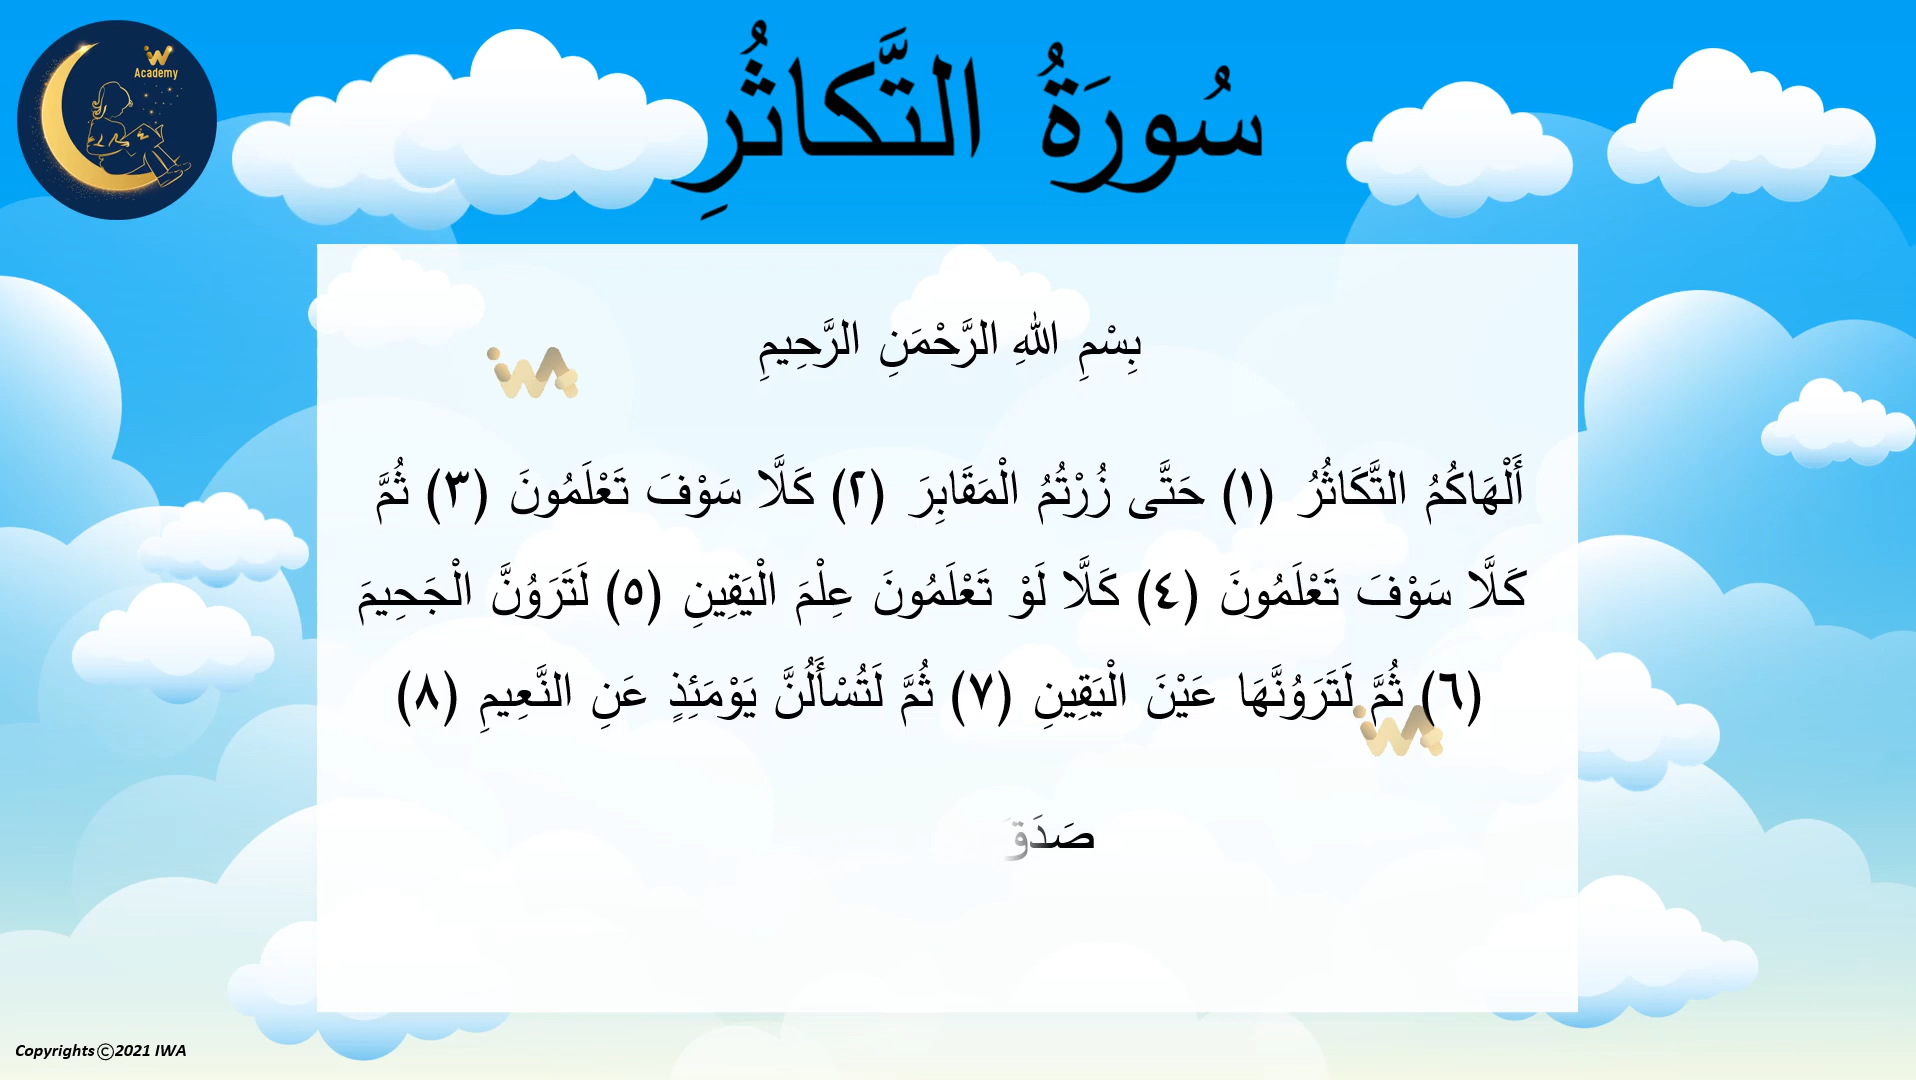 Academy
سُورَةُ التَّكاثُرِ
بِسْمِ اللهِ الرَّحْمَنِ الرَّحِيمِ
أَلْهَاكُمُ التَّكَاثُرُ (١) حَتَّى زُرْتُمُ الْمَقَابِرَ (٢) كَلَّا سَوْفَ تَعْلَمُونَ (٣) ثُمَّ
كَلَّا سَوْفَ تَعْلَمُونَ (٤) كَلَّا لَوْ تَعْلَمُونَ عِلْمَ الْيَقِينِ (٥) لَتَرَوُنَّ الْجَحِيمَ
(٦) ثُمَّ لَتَرَوُنَّهَا عَيْنَ الْيَقِينِ (٧) ثُمَّ لَتُسْأَلُنَّ يَوْمَئِذٍ عَنِ النَّعِيمِ (٨)
صَدَقَ
Copyrights©2021 IWA